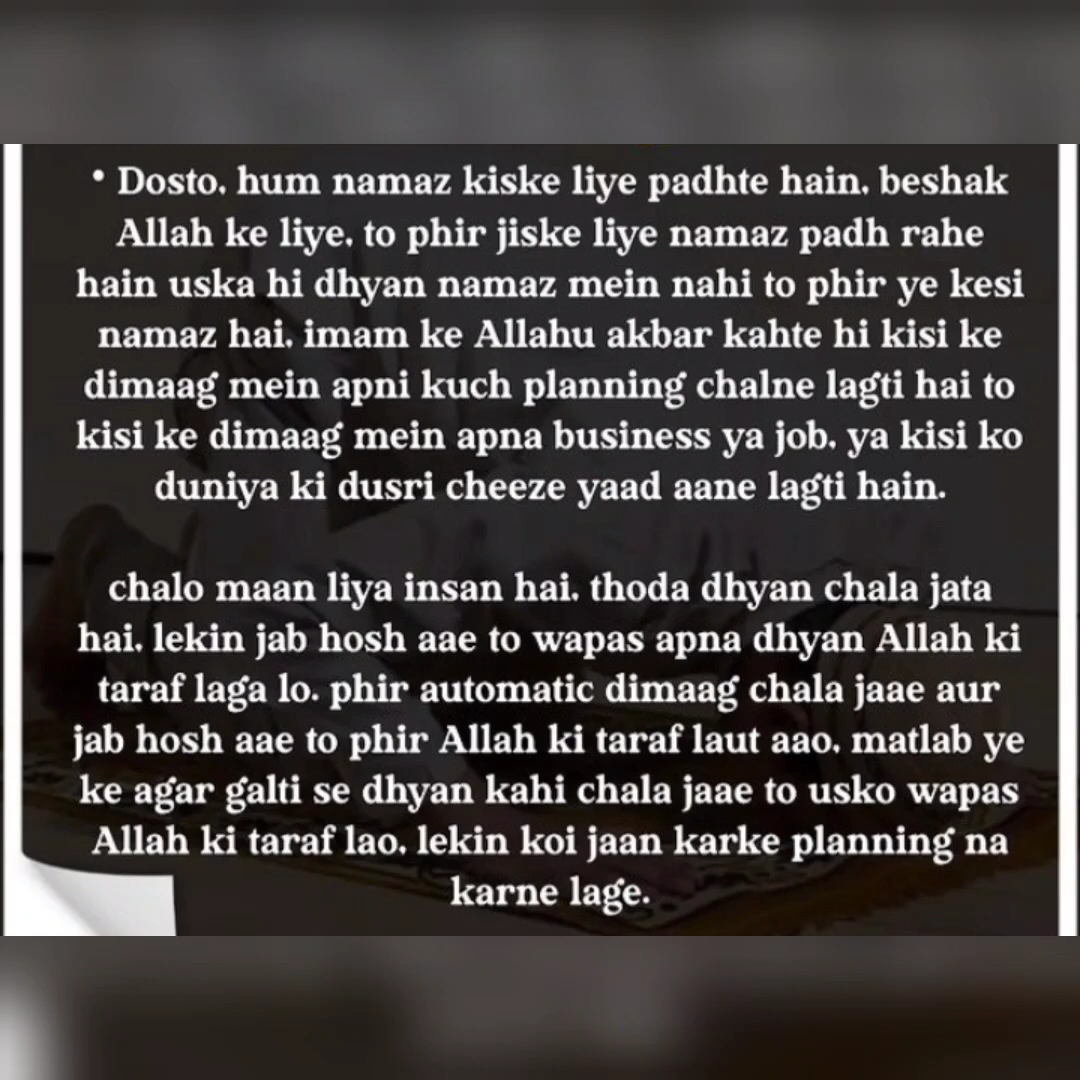 • Dosto, hum namaz kiske liye padhte hain, beshak
Allah ke liye, to phir jiske liye namaz padh rahe
hain uska hi dhyan namaz mein nahi to phir ye kesi
namaz hai, imam ke Allahu akbar kahte hi kisi ke
dimaag mein apni kuch planning chalne lagti hai to
kisi ke dimaag mein apna business ya job, ya kisi ko
duniya ki dusri cheeze yaad aane lagti hain.
chalo maan liya insan hai, thoda dhyan chala jata
hai, lekin jab hosh aae to wapas apna dhyan Allah ki
taraf laga lo. phir automatic dimaag chala jaae aur
jab hosh aae to phir Allah ki taraf laut aao, matlab ye
ke agar galti se dhyan kahi chala jaae to usko wapas
Allah ki taraf lao, lekin koi jaan karke planning na
karne lage.